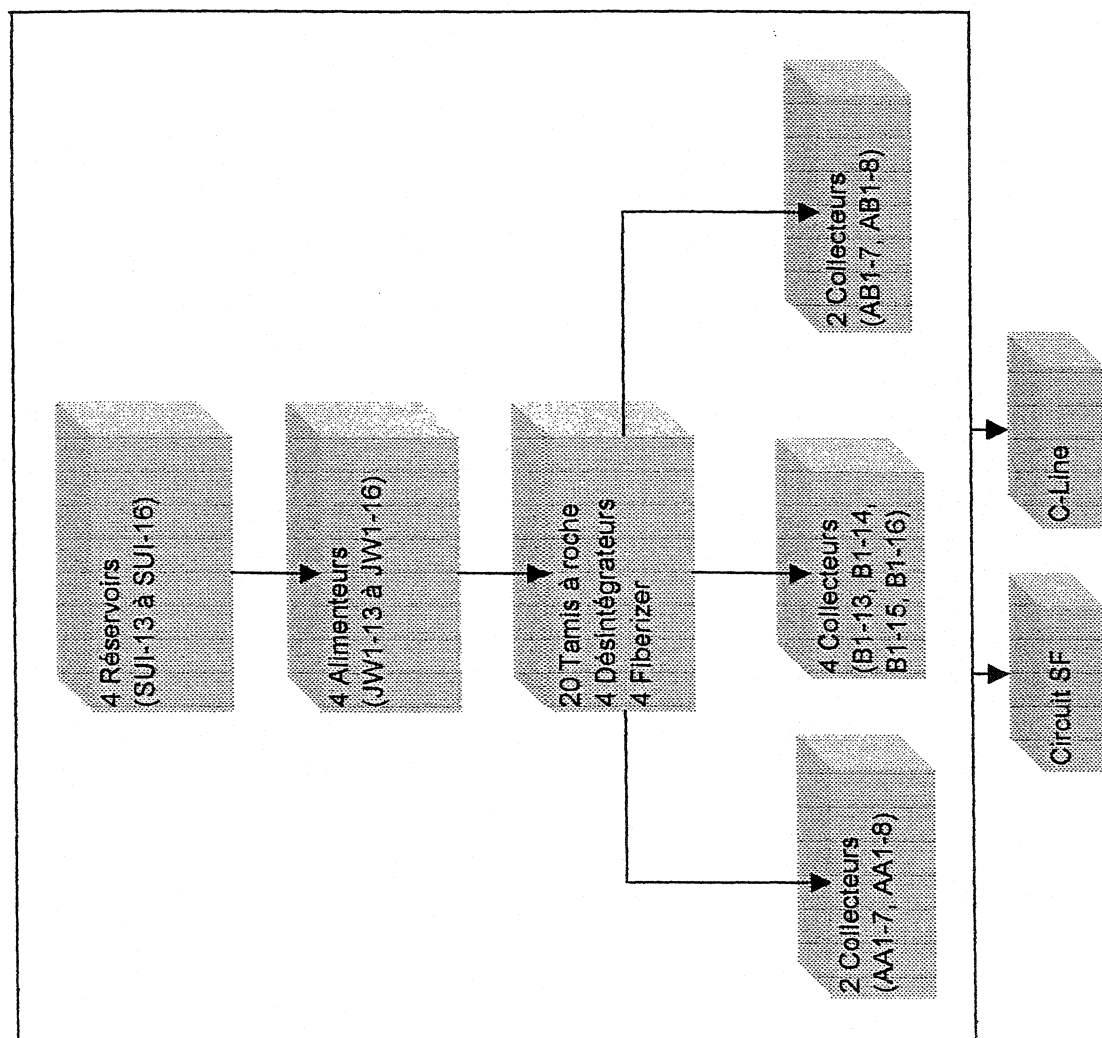 4 Réservoirs
(SUI-13 à SUI-16)
4 Alimenteurs
(JW1-13 à JW1-16)
20 Tamis à roche
4 Désintégrateurs
4 Fiberizer
2 Collecteurs
(AA1-7, AA1-8)
4 Collecteurs
(B1-13, B1-14,
B1-15, B1-16)
2 Collecteurs
(AB1-7, AB1-8)
Circuit SF
C-Line